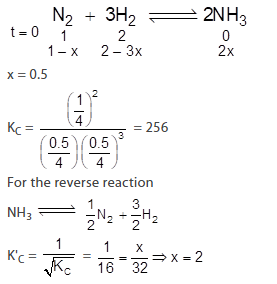 N₂ + 3H₂ ⇌ 2NH₃
t = 0 1 2 0
1 – x 2 – 3x 2x
x = 0.5
K_C = (1/4)² / ((0.5/4) (0.5/4)³) = 256
For the reverse reaction
NH₃ ⇌ 1/2 N₂ + 3/2 H₂
K'_C = 1/√K_C = 1/16 = x/32 ⇒ x = 2